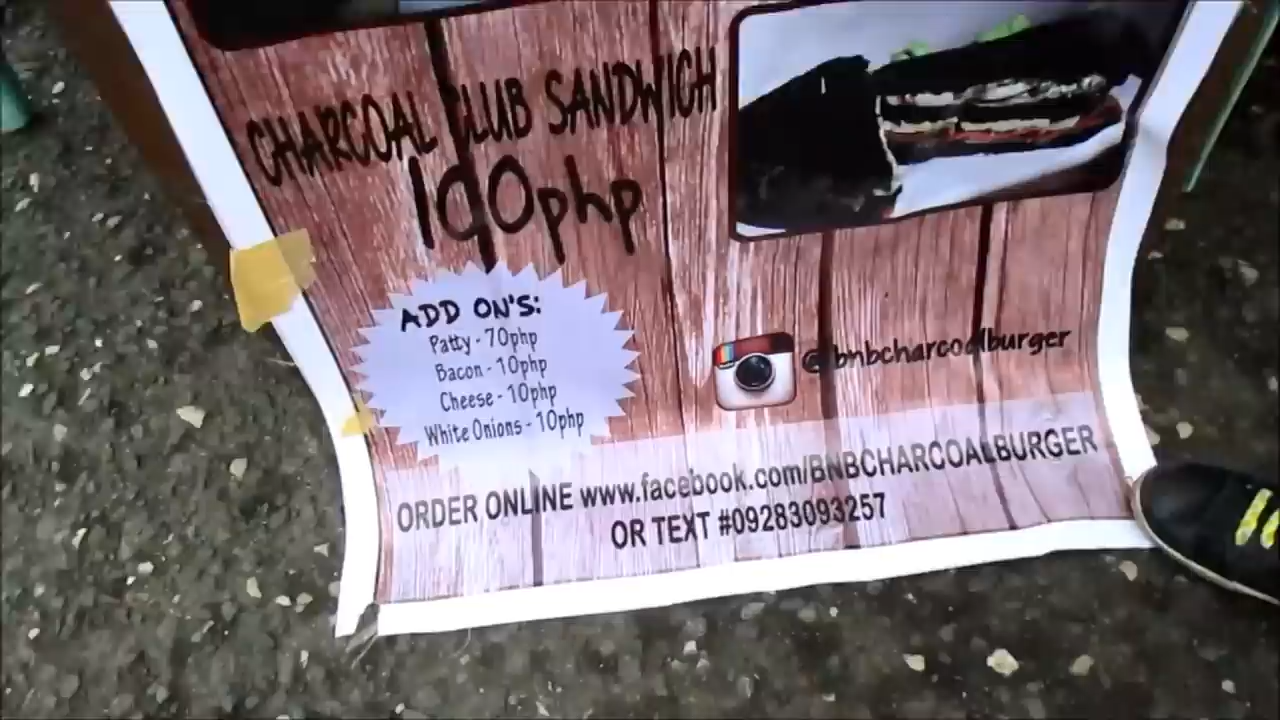 CHARCOAL CLUB SANDWICH
190php
ADD ON'S:
Patty - 70php
Bacon - 10php
Cheese - 10php
White Onions - 10php
@bnbcharcoalburger
ORDER ONLINE www.facebook.com/BNBCHARCOALBURGER
OR TEXT #09283093257